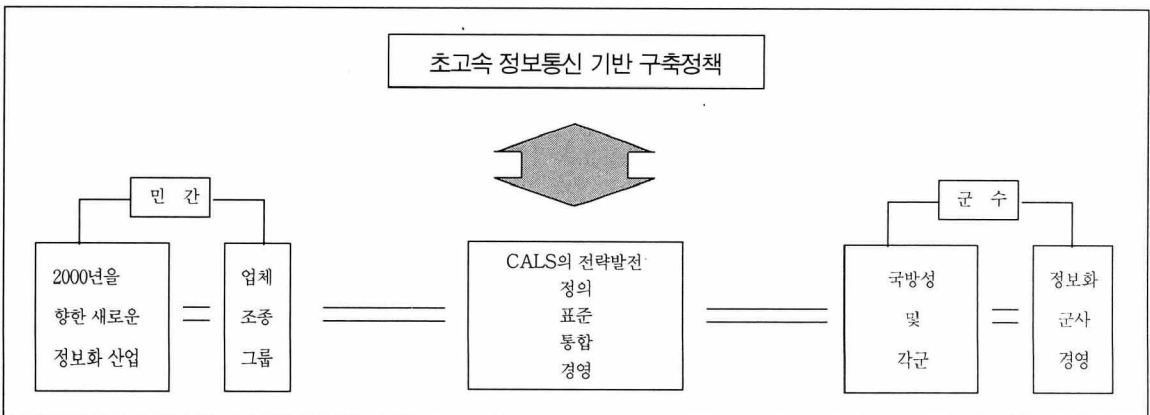 초고속 정보통신 기반 구축정책
민 간
군 수
2000년을
향한 새로운
정보화 산업
업체
조종
그룹
CALS의 전략발전
정의
표준
통합
경영
국방성
및
각군
정보화
군사
경영